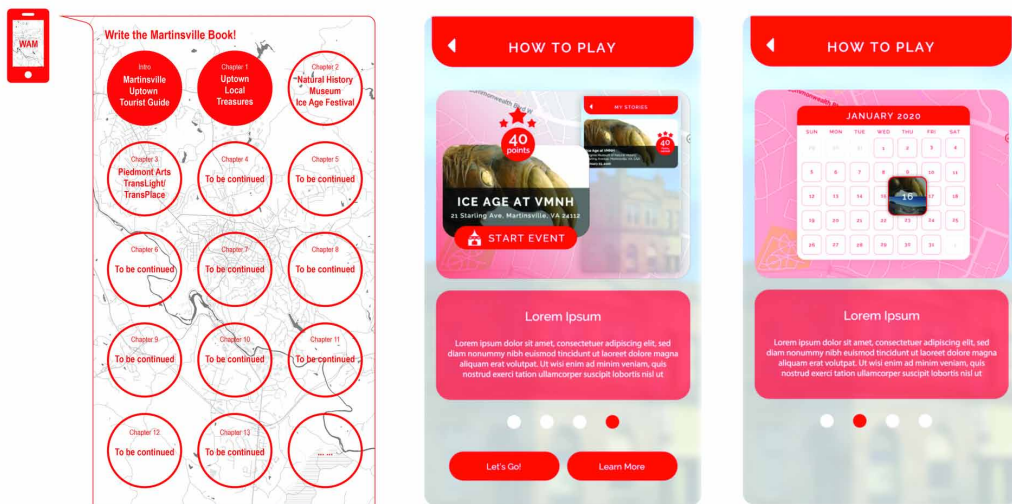 WAM
Write the Martinsville Book!
Intro
Martinsville
Uptown
Tourist Guide
Chapter 1
Uptown
Local
Treasures
Chapter 2
Natural History
Museum
Ice Age Festival
Chapter 3
Piedmont Arts
TransLight/
TransPlace
Chapter 4
To be continued
Chapter 5
To be continued
Chapter 6
To be continued
Chapter 7
To be continued
Chapter 8
To be continued
Chapter 9
To be continued
Chapter 10
To be continued
Chapter 11
To be continued
Chapter 12
To be continued
Chapter 13
To be continued
... ...
HOW TO PLAY
40
points
MY STORIES
40
ICE AGE AT VMNH
21 Starling Ave, Martinsville, VA 24112
START EVENT
Lorem Ipsum
Lorem ipsum dolor sit amet, consectetuer adipiscing elit, sed
diam nonummy nibh euismod tincidunt ut laoreet dolore magna
aliquam erat volutpat. Ut wisi enim ad minim veniam, quis
nostrud exerci tation ullamcorper suscipit lobortis nisl ut
Let's Go!
Learn More
HOW TO PLAY
JANUARY 2020
SUN MON TUE WED THU FRI SAT
1 2 3 4
5 6 7 8 9 10 11
12 13 14 15 16 17 18
19 20 21 22 23 24 25
26 27 28 29 30 31
Lorem Ipsum
Lorem ipsum dolor sit amet, consectetuer adipiscing elit, sed
diam nonummy nibh euismod tincidunt ut laoreet dolore magna
aliquam erat volutpat. Ut wisi enim ad minim veniam, quis
nostrud exerci tation ullamcorper suscipit lobortis nisl ut